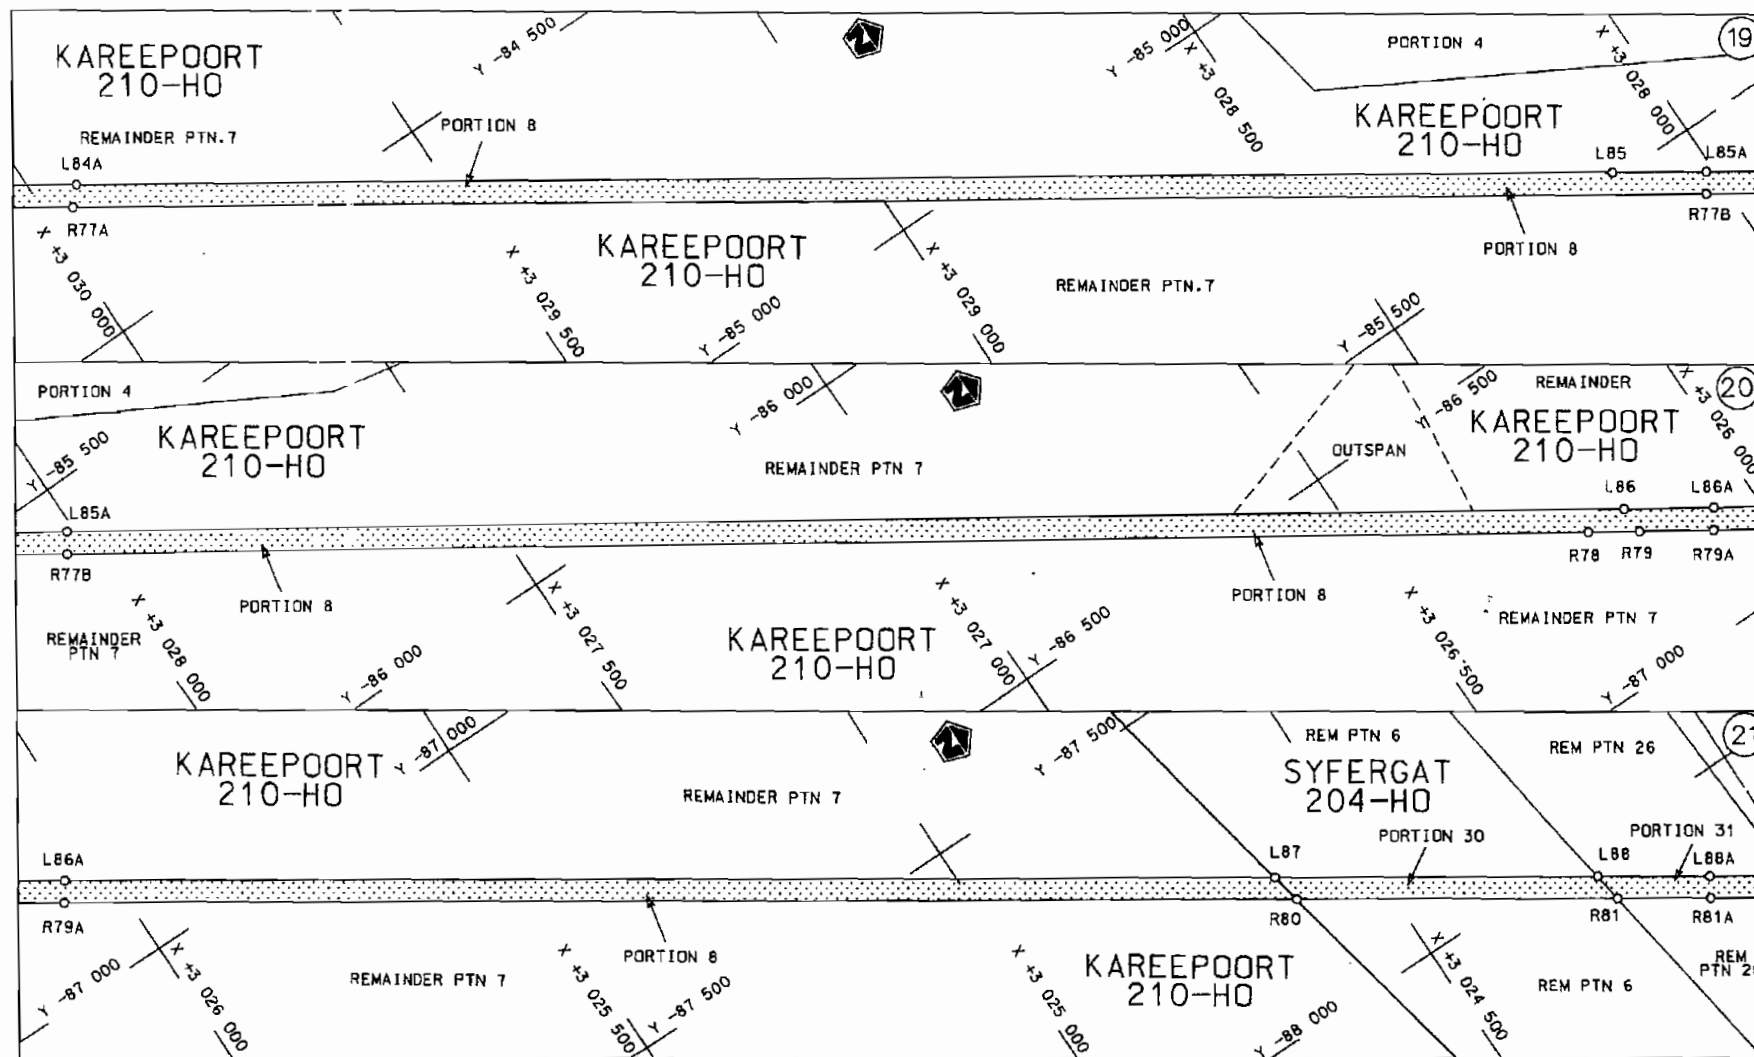 KAREEPOORT
210-HO
Y -84 500
Y -85 000
X +3 028 500
PORTION 4
X +3 028 000
19
REMAINDER PTN.7
PORTION 8
KAREEPOORT
210-HO
L84A
L85
L85A
R77A
R77B
X +3 030 000
KAREEPOORT
210-HO
X +3 029 500
Y -85 000
X +3 029 000
REMAINDER PTN.7
PORTION 8
Y -85 500
PORTION 4
Y -86 000
Y -86 500
REMAINDER
X +3 026 000
20
KAREEPOORT
210-HO
Y -85 500
REMAINDER PTN 7
OUTSPAN
KAREEPOORT
210-HO
L85A
L86
L86A
R77B
R78
R79
R79A
PORTION 8
PORTION 8
REMAINDER
PTN 7
X +3 028 000
Y -86 000
X +3 027 500
KAREEPOORT
210-HO
X +3 027 000
Y -86 500
X +3 026 500
REMAINDER PTN 7
Y -87 000
KAREEPOORT
210-HO
Y -87 000
REMAINDER PTN 7
Y -87 500
REM PTN 6
SYFERGAT
204-HO
REM PTN 26
21
PORTION 30
PORTION 31
L86A
L87
L88
L88A
R79A
R80
R81
R81A
Y -87 000
X +3 026 000
REMAINDER PTN 7
X +3 025 500
PORTION 8
Y -87 500
X +3 025 000
KAREEPOORT
210-HO
Y -88 000
X +3 024 500
REM PTN 6
REM
PTN